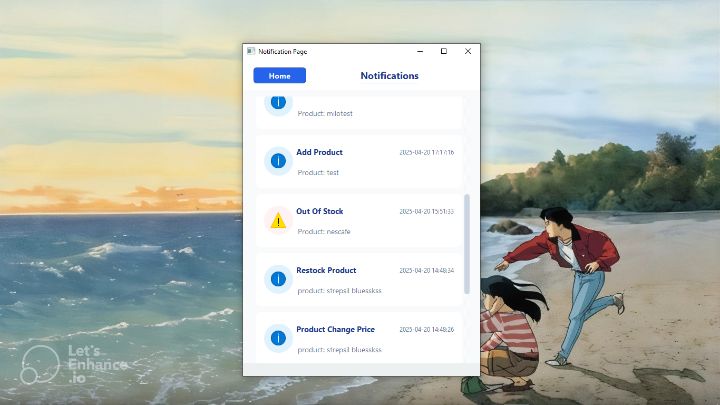 Notification Page
Home
Notifications
Product: milotest
Add Product
2025-04-20 17:17:16
Product: test
Out Of Stock
2025-04-20 15:51:33
Product: nescafe
Restock Product
2025-04-20 14:48:34
product: strepsil bluesskss
Product Change Price
2025-04-20 14:48:26
product: strepsil bluesskss
Let's
Enhance
.io